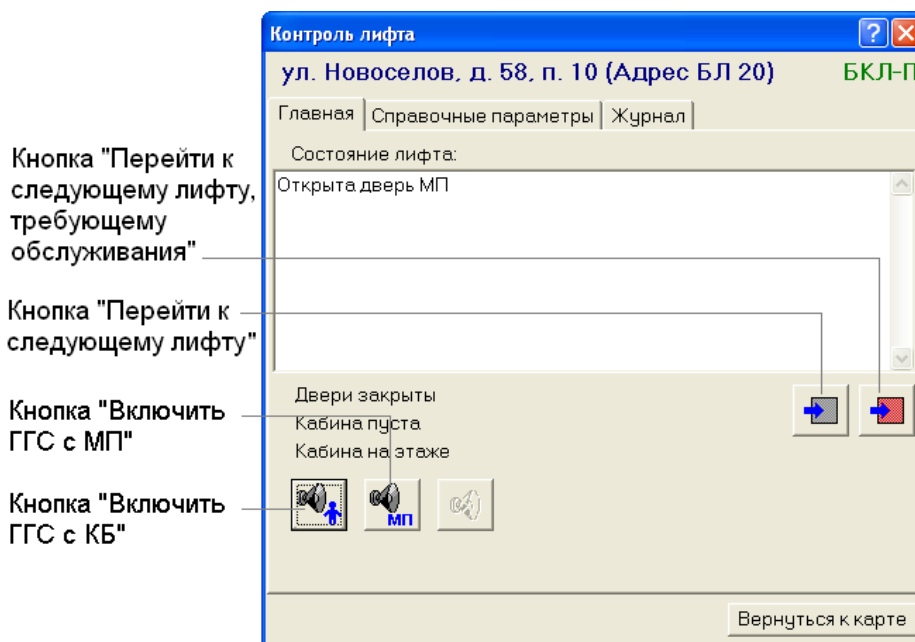 Контроль лифта
ул. Новоселов, д. 58, п. 10 (Адрес БЛ 20) БКЛ-П
Главная Справочные параметры Журнал
Состояние лифта:
Открыта дверь МП
Кнопка "Перейти к
следующему лифту,
требующему
обслуживания"
Кнопка "Перейти к
следующему лифту"
Двери закрыты
Кабина пуста
Кабина на этаже
Кнопка "Включить
ГГС с МП"
Кнопка "Включить
ГГС с КБ"
МП
Вернуться к карте